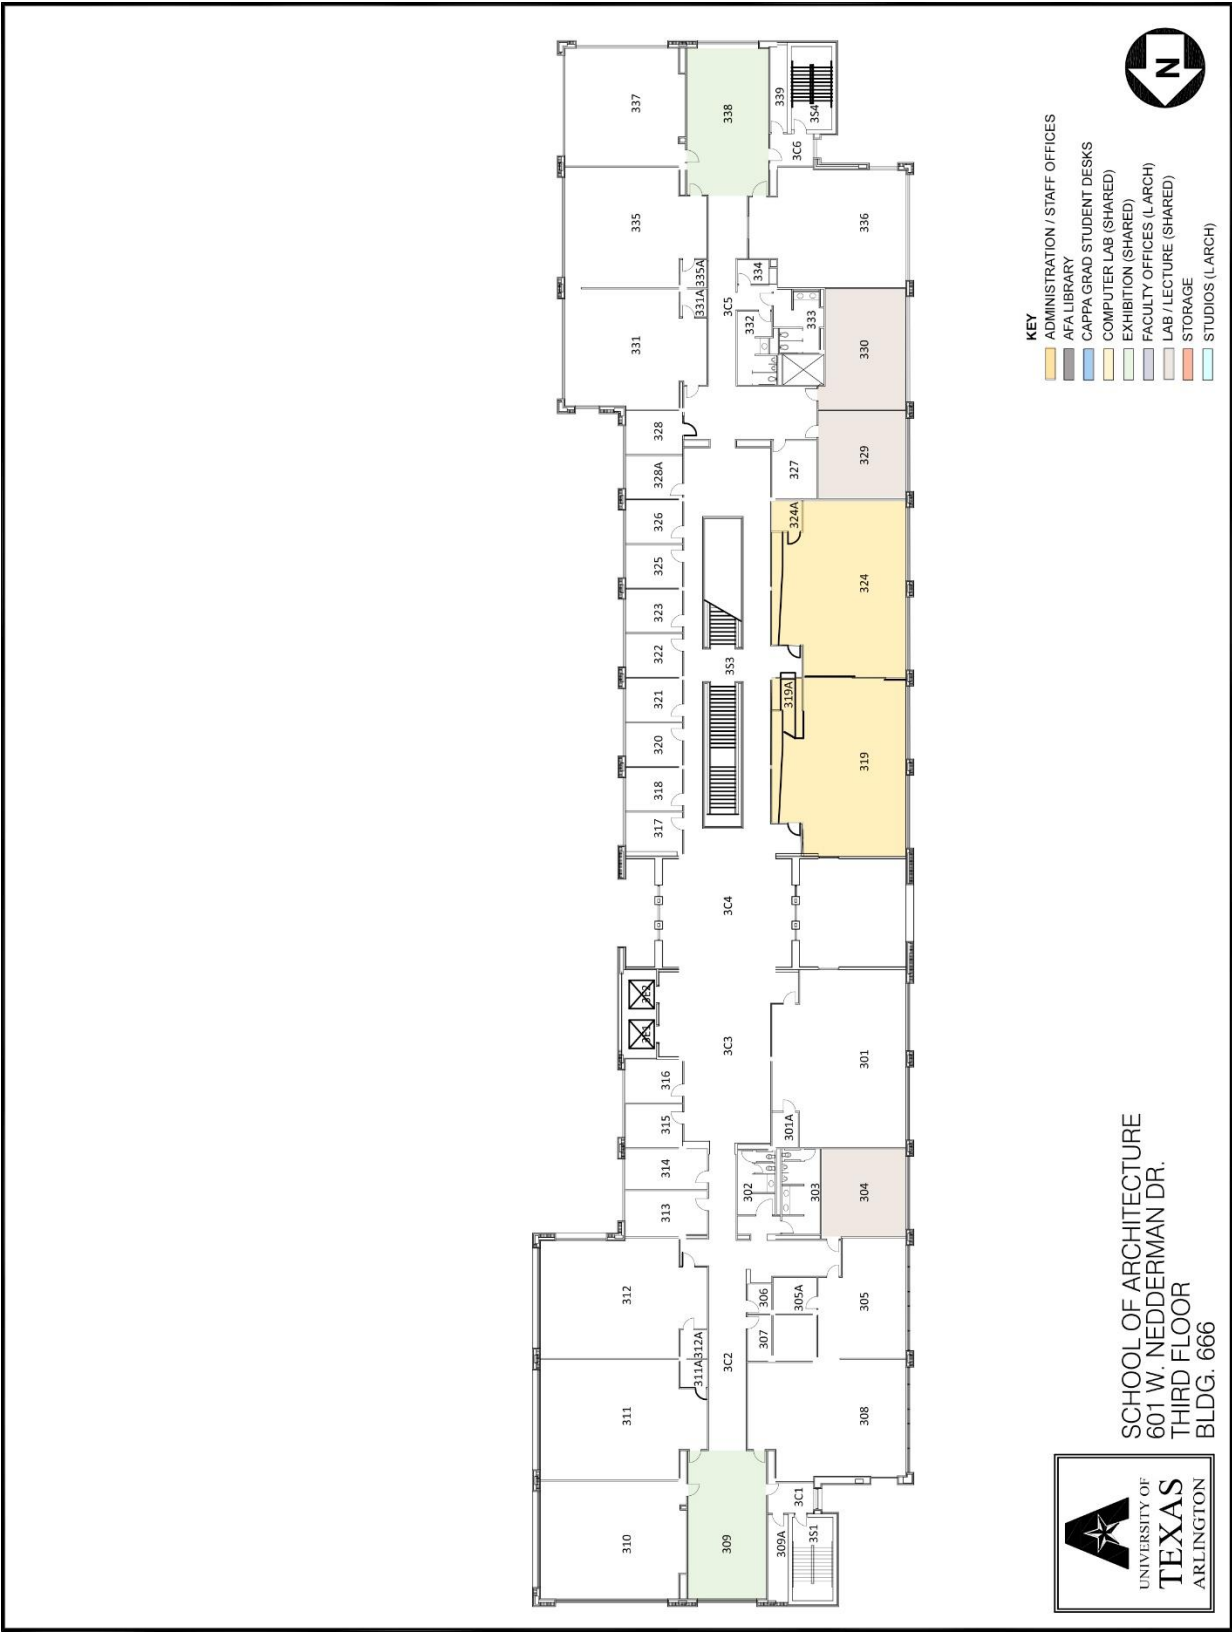 337
338
339
3S4
3C6
335
336
335A
331A
334
3C5
332
333
331
330
328
329
328A
327
326
324A
325
324
323
322
3S3
321
319A
320
319
318
317
3C4
3E2
3E1
3C3
301
316
315
301A
314
302
303
304
313
312
306
305A
305
307
312A
311A
3C2
311
308
310
309
309A
3C1
3S1
N
KEY
ADMINISTRATION / STAFF OFFICES
AFA LIBRARY
CAPPA GRAD STUDENT DESKS
COMPUTER LAB (SHARED)
EXHIBITION (SHARED)
FACULTY OFFICES (L ARCH)
LAB / LECTURE (SHARED)
STORAGE
STUDIOS (L ARCH)
A
UNIVERSITY OF
TEXAS
ARLINGTON
SCHOOL OF ARCHITECTURE
601 W. NEDDERMAN DR.
THIRD FLOOR
BLDG. 666